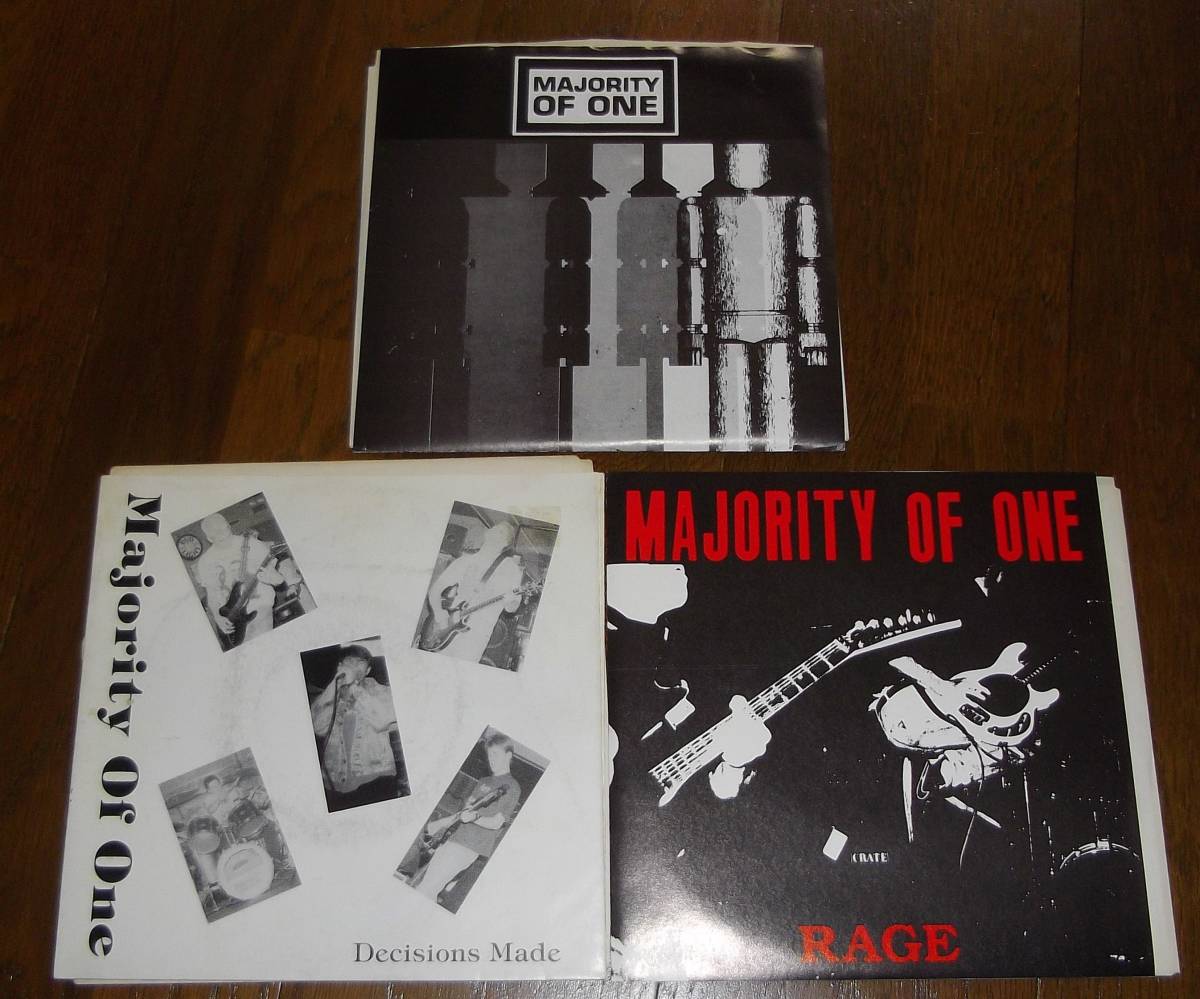 MAJORITY
OF ONE
Majority Of One
Decisions Made
MAJORITY OF ONE
CRATE
RAGE